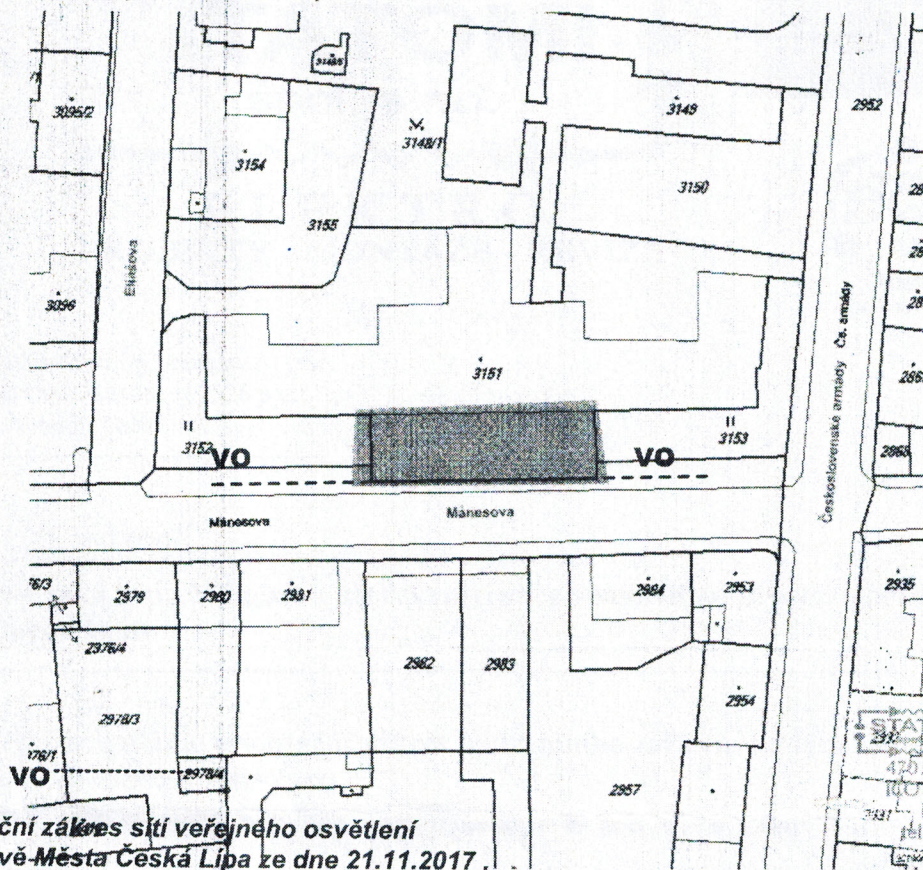 3095/2
3154
3148/1
3149
2952
3150
3155
Eliášova
3096
3151
Československé armády
Čs. armády
3152
VO
VO
3153
Mánesova
Mánesova
2979
2980
2981
2984
2953
2935
2976/4
2982
2983
2978/3
2954
VO
2978/4
2957
ční zákres sítí veřejného osvětlení
vě Města Česká Lípa ze dne 21.11.2017